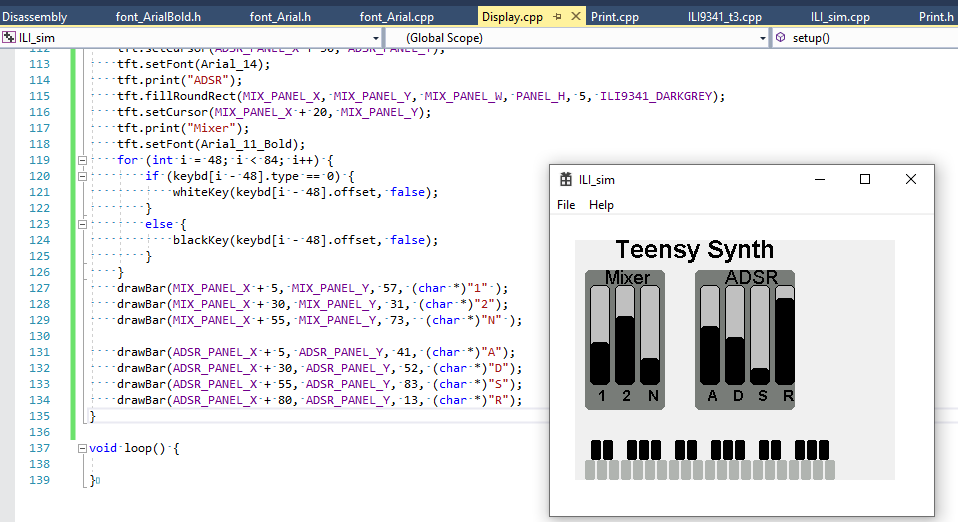 Disassembly font_ArialBold.h font_Arial.h font_Arial.cpp Display.cpp Print.cpp ILI9341_t3.cpp ILI_sim.cpp Print.h
ILI_sim (Global Scope) setup()
113 tft.setFont(Arial_14);
114 tft.print("ADSR");
115 tft.fillRoundRect(MIX_PANEL_X, MIX_PANEL_Y, MIX_PANEL_W, PANEL_H, 5, ILI9341_DARKGREY);
116 tft.setCursor(MIX_PANEL_X + 20, MIX_PANEL_Y);
117 tft.print("Mixer");
118 tft.setFont(Arial_11_Bold);
119 for (int i = 48; i < 84; i++) {
120 if (keybd[i - 48].type == 0) {
121 whiteKey(keybd[i - 48].offset, false);
122 }
123 else {
124 blackKey(keybd[i - 48].offset, false);
125 }
126 }
127 drawBar(MIX_PANEL_X + 5, MIX_PANEL_Y, 57, (char *)"1" );
128 drawBar(MIX_PANEL_X + 30, MIX_PANEL_Y, 31, (char *)"2");
129 drawBar(MIX_PANEL_X + 55, MIX_PANEL_Y, 73,  (char *)"N" );
130
131 drawBar(ADSR_PANEL_X + 5, ADSR_PANEL_Y, 41, (char *)"A");
132 drawBar(ADSR_PANEL_X + 30, ADSR_PANEL_Y, 52, (char *)"D");
133 drawBar(ADSR_PANEL_X + 55, ADSR_PANEL_Y, 83, (char *)"S");
134 drawBar(ADSR_PANEL_X + 80, ADSR_PANEL_Y, 13, (char *)"R");
135 }
136
137 void loop() {
138
139 }
ILI_sim
File Help
Teensy Synth
Mixer ADSR
1 2 N A D S R